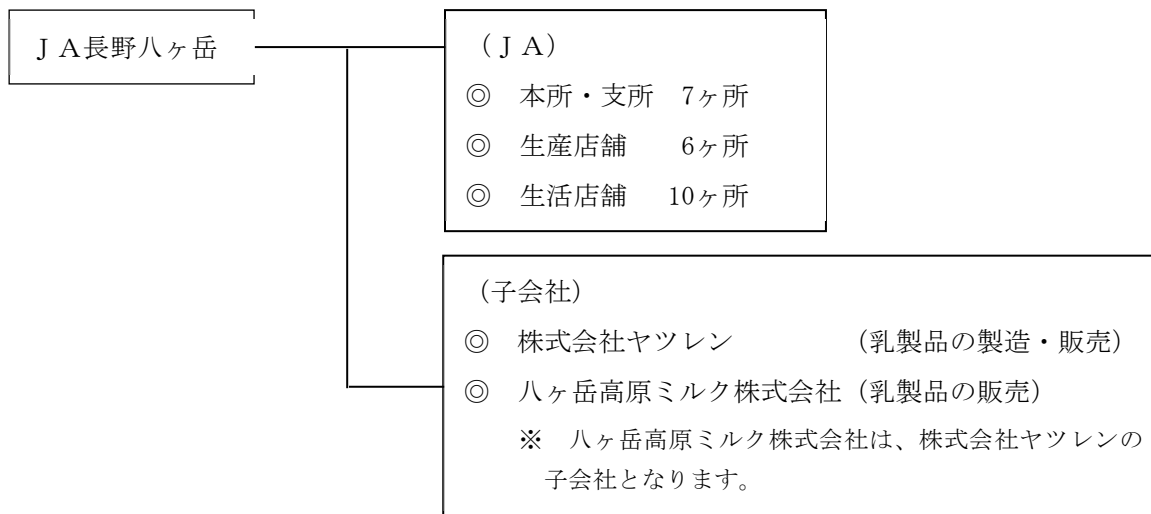 ＪＡ長野八ヶ岳
（ＪＡ）
◎　本所・支所　7ヶ所
◎　生産店舗　　6ヶ所
◎　生活店舗　 10ヶ所
（子会社）
◎　株式会社ヤツレン　　　　（乳製品の製造・販売）
◎　八ヶ岳高原ミルク株式会社（乳製品の販売）
※　八ヶ岳高原ミルク株式会社は、株式会社ヤツレンの
子会社となります。